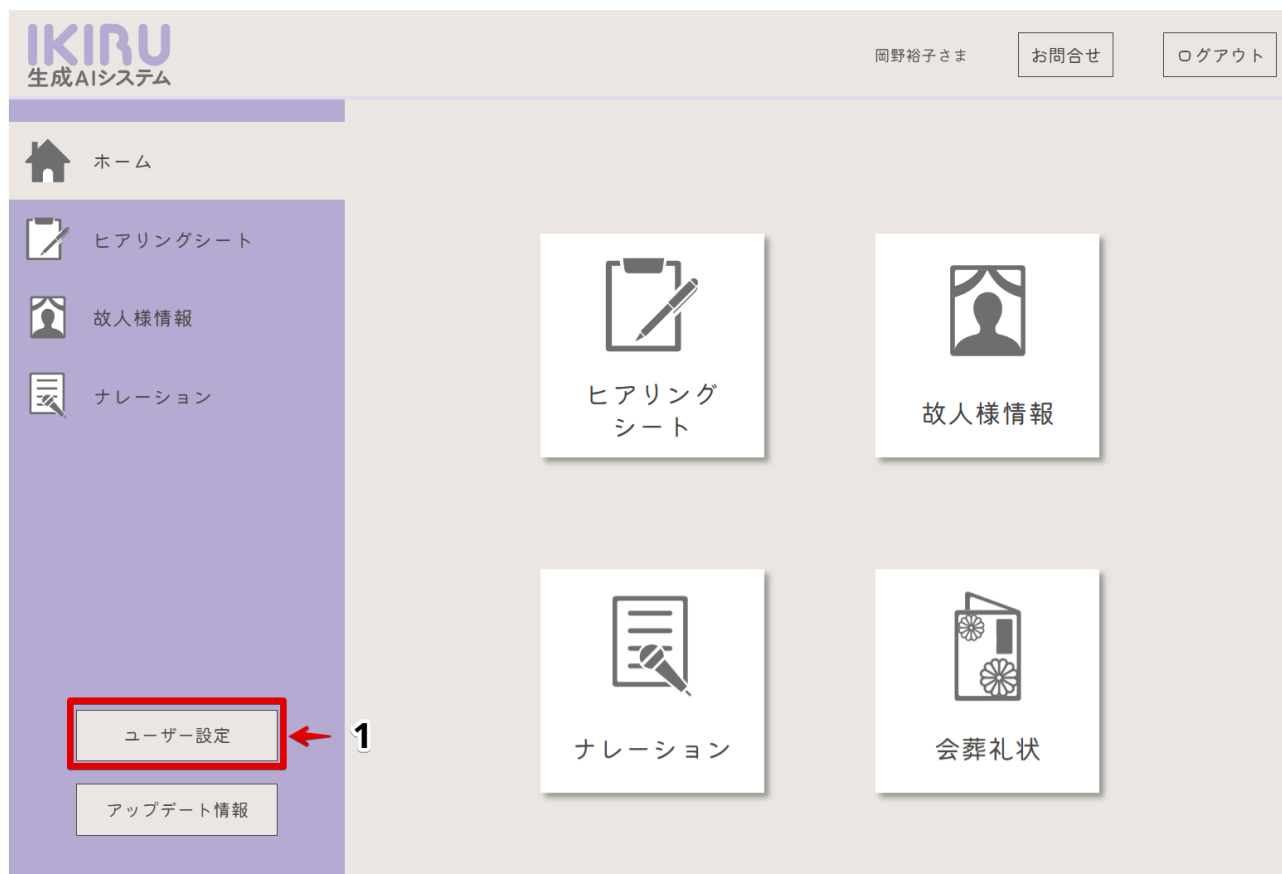 IKIRU
生成AIシステム
岡野裕子さま
お問合せ
ログアウト
ホーム
ヒアリングシート
故人様情報
ナレーション
ユーザー設定
1
アップデート情報
ヒアリング
シート
故人様情報
ナレーション
会葬礼状